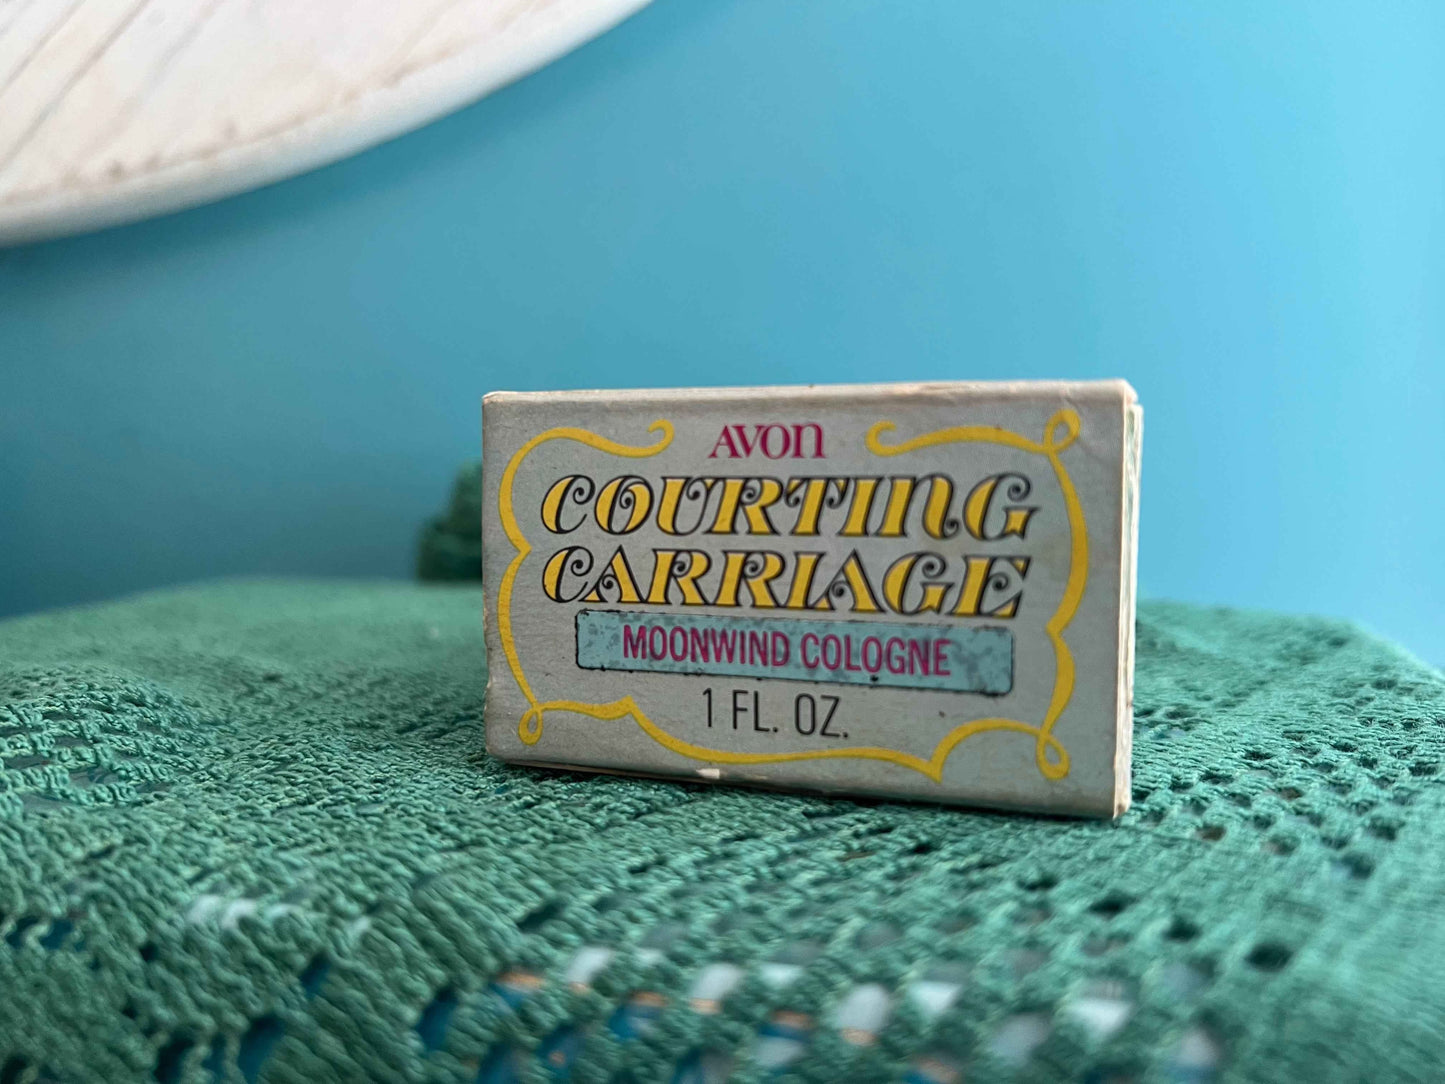 AVON
COURTING
CARRIAGE
MOONWIND COLOGNE
1 FL. OZ.